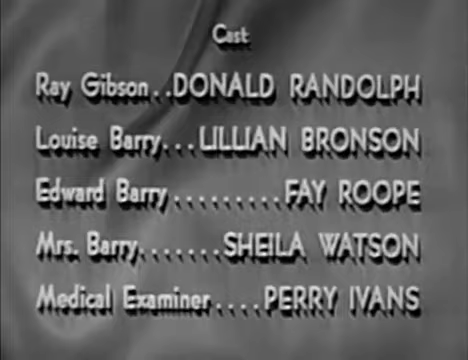 Cast
Ray Gibson..DONALD RANDOLPH
Louise Barry...LILLIAN BRONSON
Edward Barry.........FAY ROOPE
Mrs. Barry.......SHEILA WATSON
Medical Examiner....PERRY IVANS